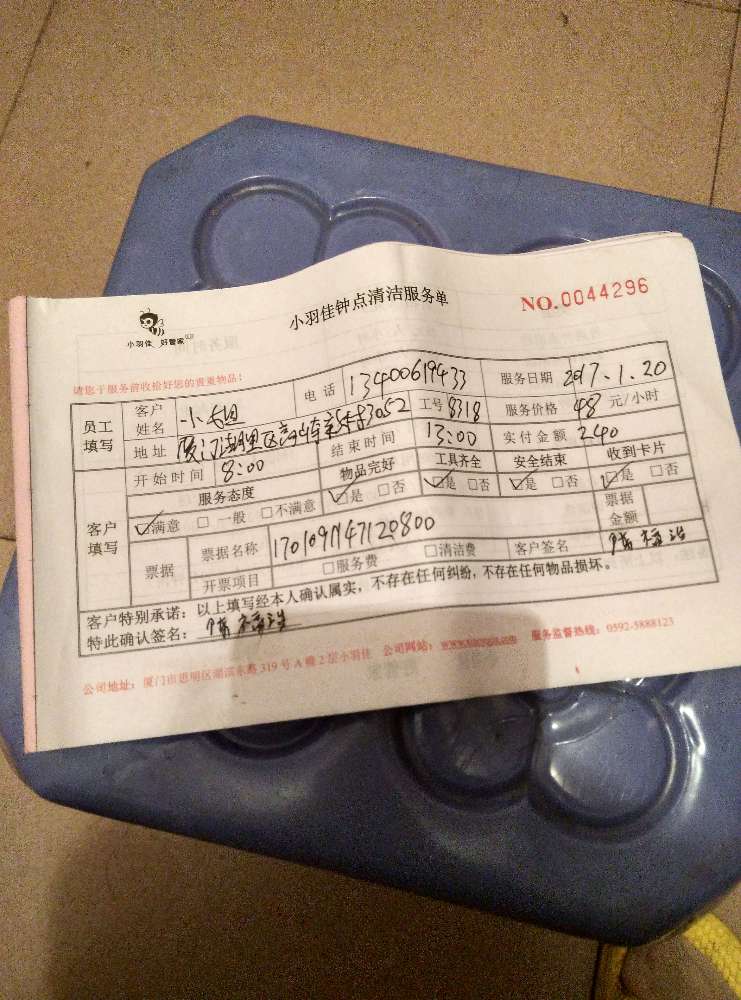 小羽佳 好管家
小羽佳钟点清洁服务单
NO.0044296
请您于服务前收捡好您的贵重物品!
员工填写 客户姓名 小姐 电话 13400619433 服务日期 2017.1.20
地址 厦门 区 工号 8318 服务价格 48 元/小时
开始时间 8:00 结束时间 13:00 实付金额 240
客户填写 服务态度 物品完好 工具齐全 安全结束 收到卡片
☑满意 □一般 □不满意 ☑是 □否 ☑是 □否 ☑是 □否 ☑是 □否
票据 票据名称 1701091747120800 票据金额
开票项目 □服务费 □清洁费 客户签名
客户特别承诺:以上填写经本人确认属实,不存在任何纠纷,不存在任何物品损坏。
特此确认签名:
公司地址:厦门市思明区湖滨东路319号A幢2层小羽佳 公司网站: 服务监督热线:0592-5888123